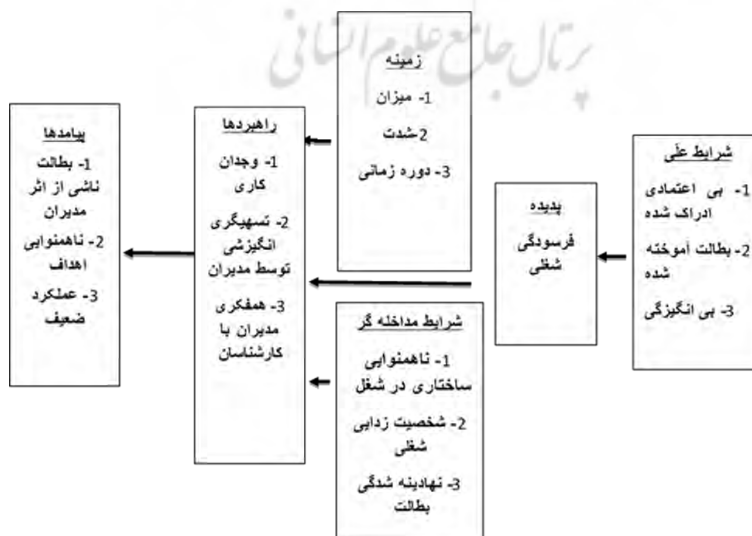 پرتال جامع علوم انسانی
شرایط علّی
1- بی اعتمادی
ادراک شده
2- بطالت آموخته
شده
3- بی انگیزگی
پدیده
فرسودگی
شغلی
زمینه
1- میزان
2-شدت
3- دوره زمانی
شرایط مداخله گر
1- ناهمنوایی
ساختاری در شغل
2- شخصیت زدایی
شغلی
3- نهادینه شدگی
بطالت
راهبردها
1- وجدان
کاری
2- تسهیگری
انگیزشی
توسط مدیران
3- همفکری
مدیران با
کارشناسان
پیامدها
1- بطالت
ناشی از اثر
مدیران
2- ناهمنوایی
اهداف
3- عملکرد
ضعیف